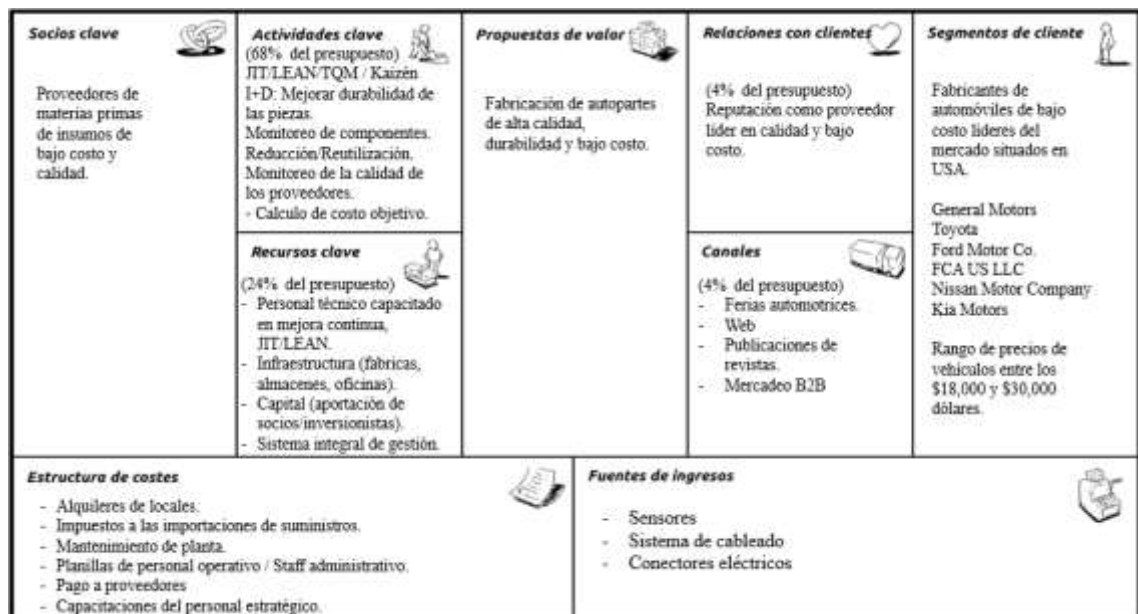 Socios clave
Proveedores de
materias primas
de insumos de
bajo costo y
calidad.
Actividades clave
(68% del presupuesto)
JIT/LEAN/TQM / Kaizén
I+D: Mejorar durabilidad de
las piezas.
Monitoreo de componentes.
Reducción/Reutilización.
Monitoreo de la calidad de
los proveedores.
- Calculo de costo objetivo.
Recursos clave
(24% del presupuesto)
- Personal técnico capacitado
en mejora continua,
JIT/LEAN.
- Infraestructura (fabricas,
almacenes, oficinas).
- Capital (aportación de
socios/inversionistas).
- Sistema integral de gestión.
Propuestas de valor
Fabricación de autopartes
de alta calidad,
durabilidad y bajo costo.
Relaciones con clientes
(4% del presupuesto)
Reputación como proveedor
líder en calidad y bajo
costo.
Canales
(4% del presupuesto)
- Ferias automotrices.
- Web
- Publicaciones de
revistas.
- Mercadeo B2B
Segmentos de cliente
Fabricantes de
automóviles de bajo
costo líderes del
mercado situados en
USA.
General Motors
Toyota
Ford Motor Co.
FCA US LLC
Nissan Motor Company
Kia Motors
Rango de precios de
vehículos entre los
$18,000 y $30,000
dólares.
Estructura de costes
- Alquileres de locales.
- Impuestos a las importaciones de suministros.
- Mantenimiento de planta.
- Planillas de personal operativo / Staff administrativo.
- Pago a proveedores
- Capacitaciones del personal estratégico.
Fuentes de ingresos
- Sensores
- Sistema de cableado
- Conectores eléctricos